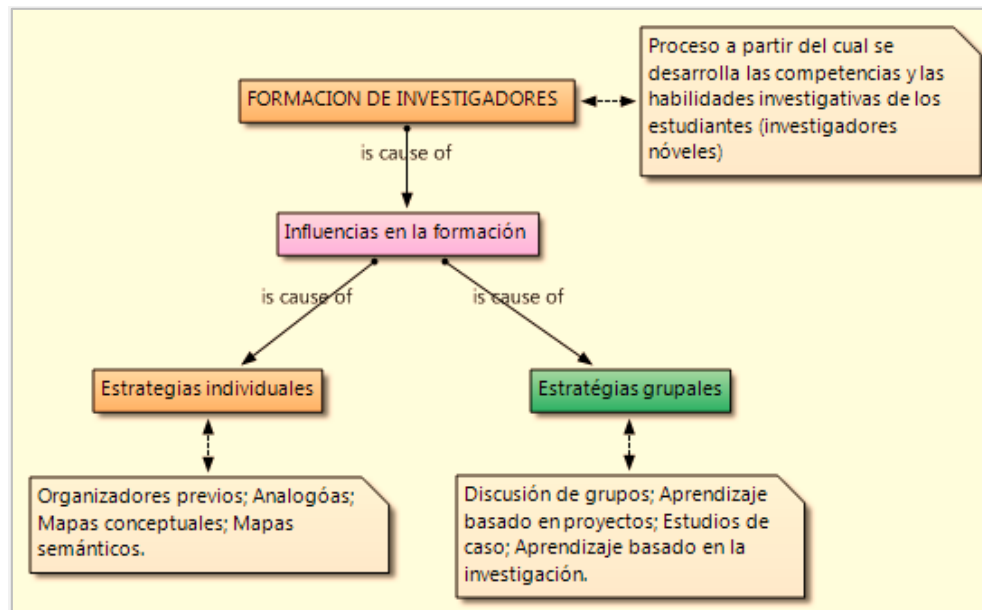 FORMACION DE INVESTIGADORES
Proceso a partir del cual se
desarrolla las competencias y las
habilidades investigativas de los
estudiantes (investigadores
nóveles)
is cause of
Influencias en la formación
is cause of
is cause of
Estrategias individuales
Estratégias grupales
Organizadores previos; Analogóas;
Mapas conceptuales; Mapas
semánticos.
Discusión de grupos; Aprendizaje
basado en proyectos; Estudios de
caso; Aprendizaje basado en la
investigación.